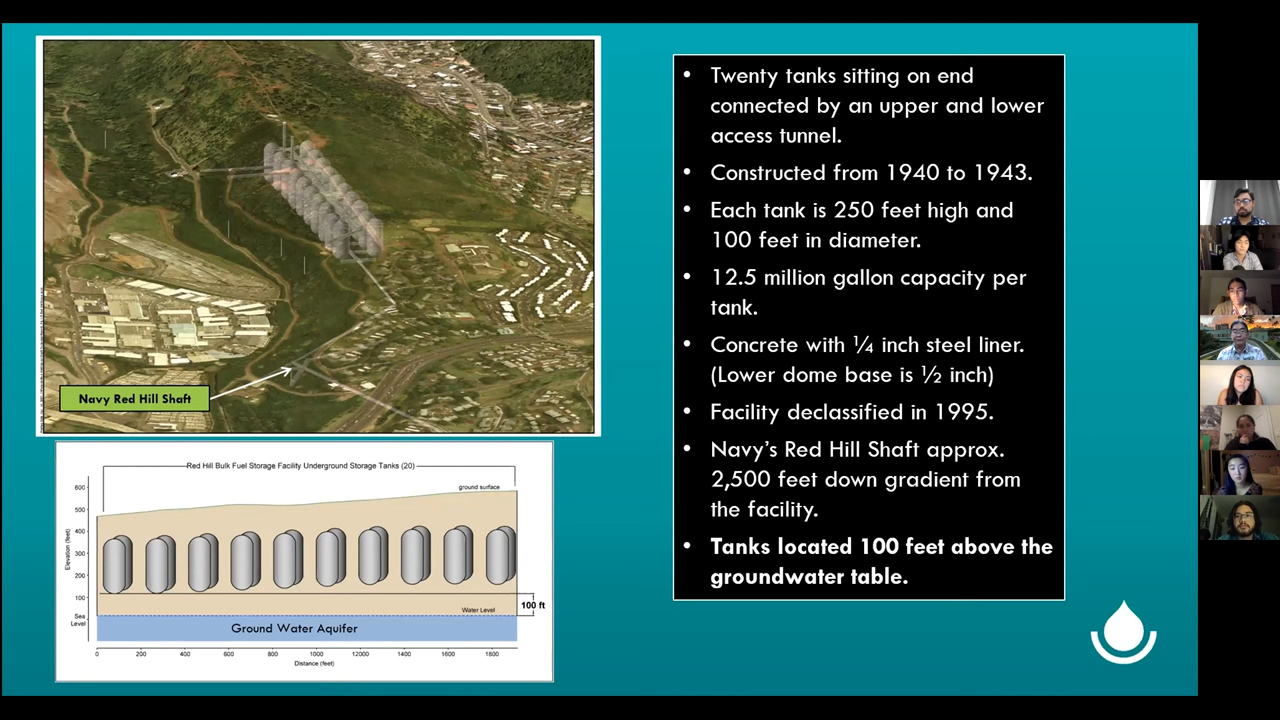 Navy Red Hill Shaft
Red Hill Bulk Fuel Storage Facility Underground Storage Tanks (20)
ground surface
600
500
400
300
200
100
Sea
Level
Elevation (feet)
100 ft
Water Level
Ground Water Aquifer
0
200
400
600
800
1000
12000
1400
1600
1800
Distance (feet)
• Twenty tanks sitting on end
connected by an upper and lower
access tunnel.
• Constructed from 1940 to 1943.
• Each tank is 250 feet high and
100 feet in diameter.
• 12.5 million gallon capacity per
tank.
• Concrete with ¼ inch steel liner.
(Lower dome base is ½ inch)
• Facility declassified in 1995.
• Navy’s Red Hill Shaft approx.
2,500 feet down gradient from
the facility.
• Tanks located 100 feet above the
groundwater table.